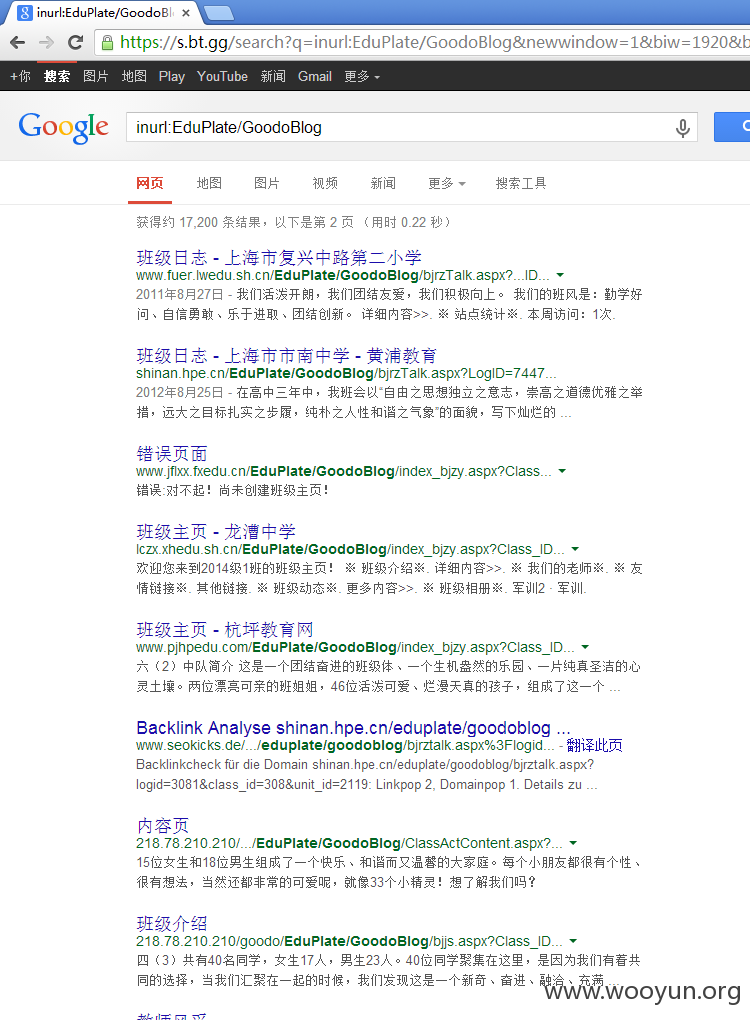 inurl:EduPlate/GoodoBl
https://s.bt.gg/search?q=inurl:EduPlate/GoodoBlog&newwindow=1&biw=1920&b
+你 搜索 图片 地图 Play YouTube 新闻 Gmail 更多
Google inurl:EduPlate/GoodoBlog
网页 地图 图片 视频 新闻 更多 搜索工具
获得约 17,200 条结果，以下是第 2 页 （用时 0.22 秒）
班级日志 - 上海市复兴中路第二小学
www.fuer.lwedu.sh.cn/EduPlate/GoodoBlog/bjrzTalk.aspx?...ID...
2011年8月27日 - 我们活泼开朗，我们团结友爱，我们积极向上。 我们的班风是：勤学好
问、自信勇敢、乐于进取、团结创新。 详细内容>>. ※ 站点统计※. 本周访问：1次.
班级日志 - 上海市市南中学 - 黄浦教育
shinan.hpe.cn/EduPlate/GoodoBlog/bjrzTalk.aspx?LogID=7447...
2012年8月25日 - 在高中三年中，我班会以“自由之思想独立之意志，崇高之道德优雅之举
措，远大之目标扎实之步履，纯朴之人性和谐之气象”的面貌，写下灿烂的 ...
错误页面
www.jflxx.fxedu.cn/EduPlate/GoodoBlog/index_bjzy.aspx?Class...
错误:对不起！尚未创建班级主页！
班级主页 - 龙漕中学
lczx.xhedu.sh.cn/EduPlate/GoodoBlog/index_bjzy.aspx?Class_ID...
欢迎您来到2014级1班的班级主页！ ※ 班级介绍※. 详细内容>>. ※ 我们的老师※. ※ 友
情链接※. 其他链接. ※ 班级动态※. 更多内容>>. ※ 班级相册※. 军训2 · 军训.
班级主页 - 杭坪教育网
www.pjhpedu.com/EduPlate/GoodoBlog/index_bjzy.aspx?Class_ID...
六（2）中队简介 这是一个团结奋进的班级体、一个生机盎然的乐园、一片纯真圣洁的心
灵土壤。两位漂亮可亲的班姐姐，46位活泼可爱、烂漫天真的孩子，组成了这一个 ...
Backlink Analyse shinan.hpe.cn/eduplate/goodoblog ...
www.seokicks.de/.../eduplate/goodoblog/bjrztalk.aspx%3Flogid... - 翻译此页
Backlinkcheck für die Domain shinan.hpe.cn/eduplate/goodoblog/bjrztalk.aspx?
logid=3081&class_id=308&unit_id=2119: Linkpop 2, Domainpop 1. Details zu ...
内容页
218.78.210.210/.../EduPlate/GoodoBlog/ClassActContent.aspx?...
15位女生和18位男生组成了一个快乐、和谐而又温馨的大家庭。每个小朋友都很有个性、
很有想法，当然还都非常的可爱呢，就像33个小精灵！想了解我们吗？
班级介绍
218.78.210.210/goodo/EduPlate/GoodoBlog/bjjs.aspx?Class_ID...
四（3）共有40名同学，女生17人，男生23人。40位同学聚集在这里，是因为我们有着共
同的选择，当我们汇聚在一起的时候，我们发现这是一个新奇、奋进、融洽、充满 ...
www.wooyun.org